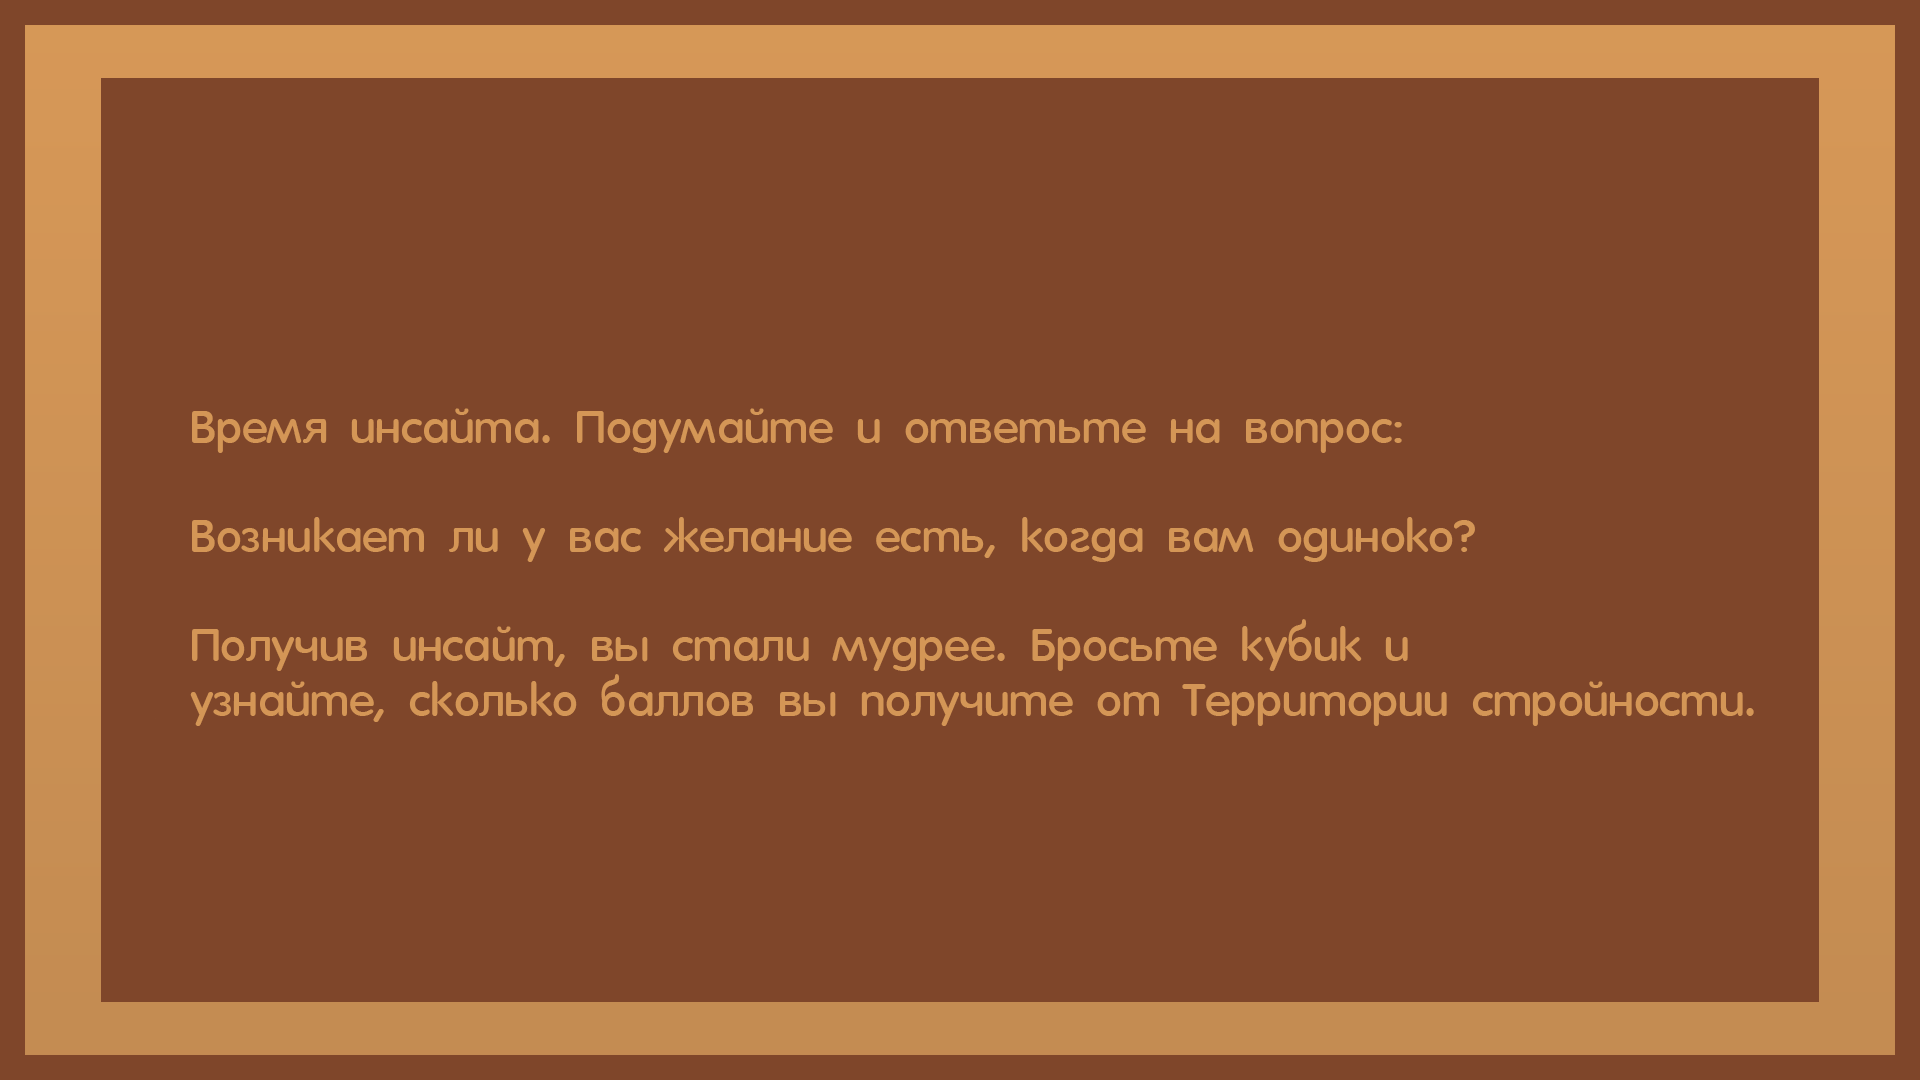 Время инсайта. Подумайте и ответьте на вопрос:
Возникает ли у вас желание есть, когда вам одиноко?
Получив инсайт, вы стали мудрее. Бросьте кубик и
узнайте, сколько баллов вы получите от Территории стройности.